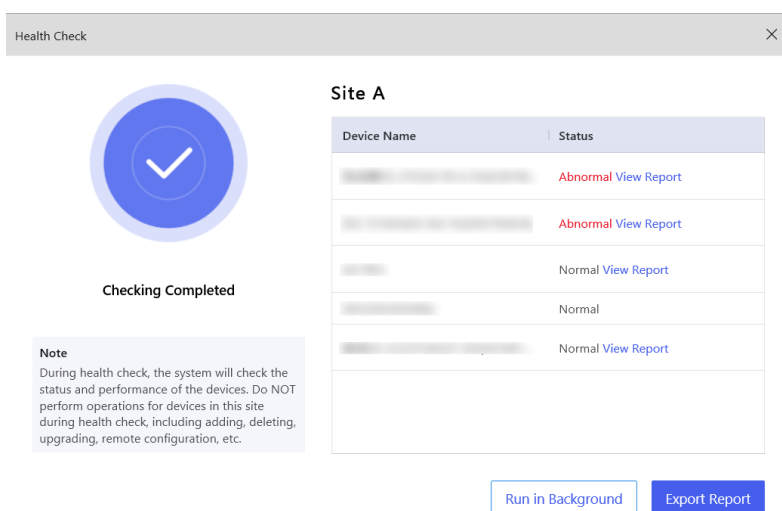 Health Check
Site A
Device Name Status
Abnormal View Report
Abnormal View Report
Normal View Report
Normal
Normal View Report
Checking Completed
Note
During health check, the system will check the
status and performance of the devices. Do NOT
perform operations for devices in this site
during health check, including adding, deleting,
upgrading, remote configuration, etc.
Run in Background
Export Report